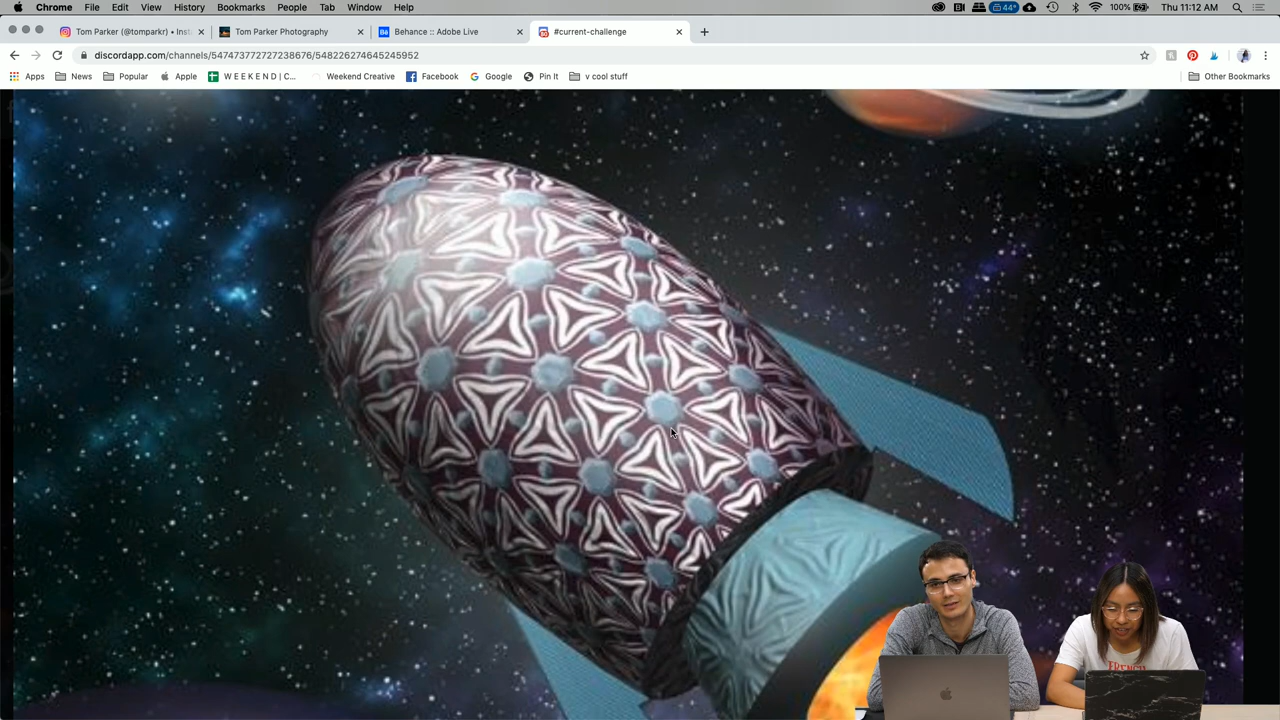 Chrome File Edit View History Bookmarks People Tab Window Help 44° 100% Thu 11:12 AM
Tom Parker (@tomparkr) • Inst Tom Parker Photography Behance :: Adobe Live #current-challenge
discordapp.com/channels/547473772727238676/548226274645245952
Apps News Popular Apple W E E K E N D | C... Weekend Creative Facebook Google Pin It v cool stuff Other Bookmarks
FRENCH